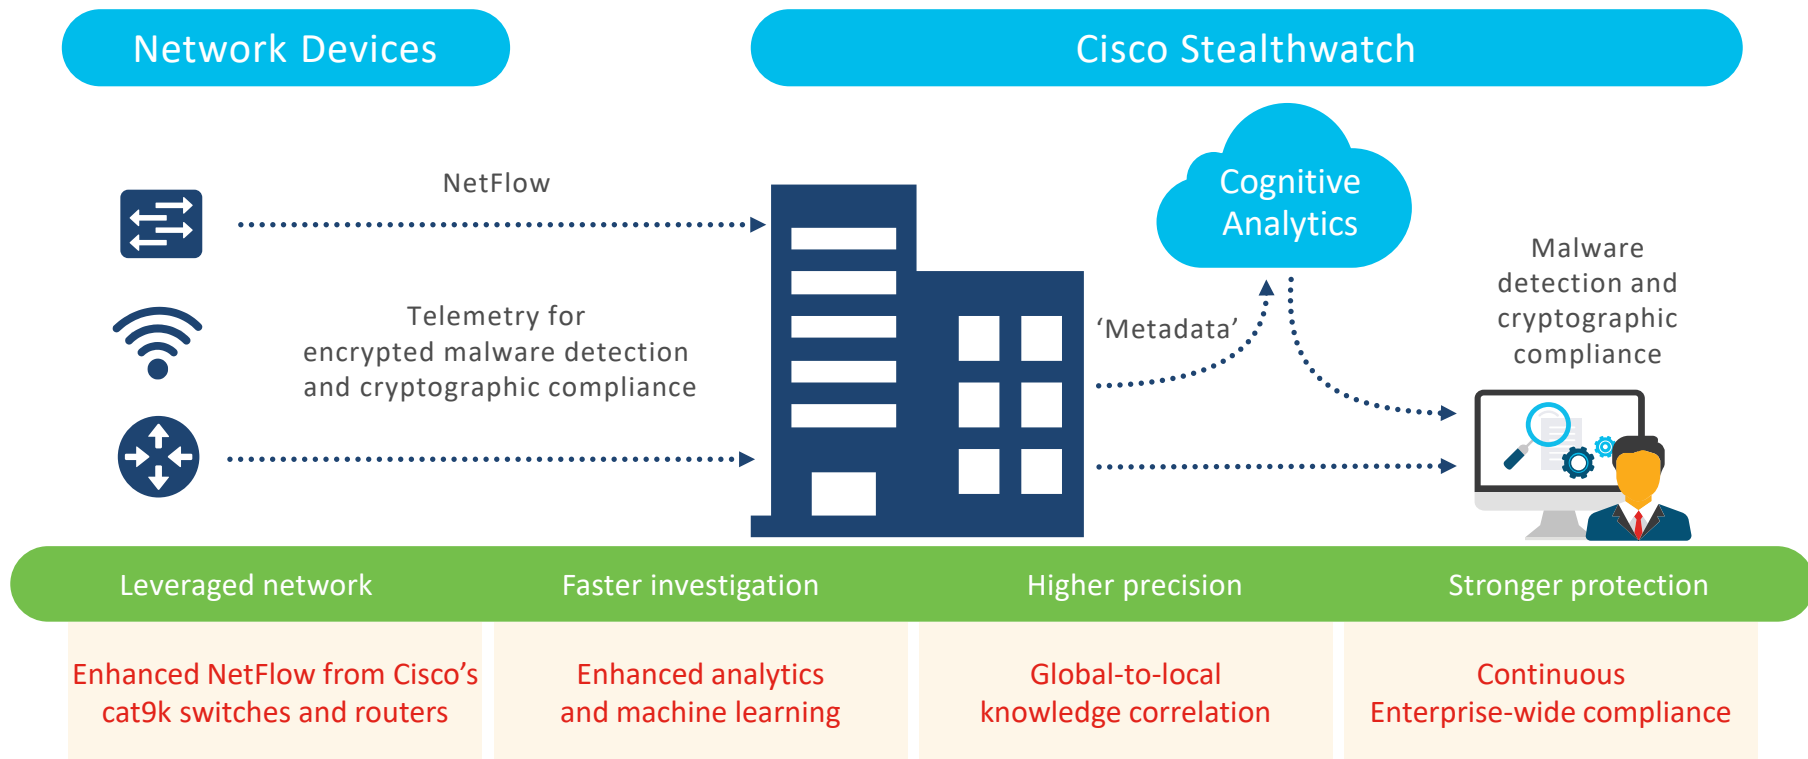 Network Devices
Cisco Stealthwatch
NetFlow
Telemetry for
encrypted malware detection
and cryptographic compliance
‘Metadata’
Cognitive
Analytics
Malware
detection and
cryptographic
compliance
Leveraged network
Faster investigation
Higher precision
Stronger protection
Enhanced NetFlow from Cisco’s
cat9k switches and routers
Enhanced analytics
and machine learning
Global-to-local
knowledge correlation
Continuous
Enterprise-wide compliance